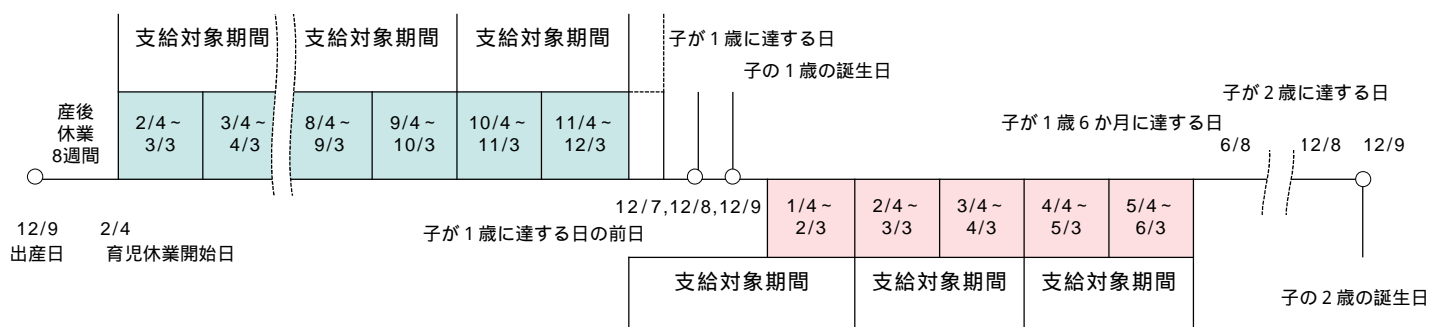 支給対象期間 支給対象期間 支給対象期間
子が1歳に達する日
子の1歳の誕生日
子が2歳に達する日
子が1歳6か月に達する日
産後
休業
8週間
2/4~
3/3
3/4~
4/3
8/4~
9/3
9/4~
10/3
10/4~
11/3
11/4~
12/3
6/8 12/8 12/9
12/9
出産日
2/4
育児休業開始日
12/7,12/8,12/9
子が1歳に達する日の前日
1/4~
2/3
2/4~
3/3
3/4~
4/3
4/4~
5/3
5/4~
6/3
支給対象期間 支給対象期間 支給対象期間
子の2歳の誕生日